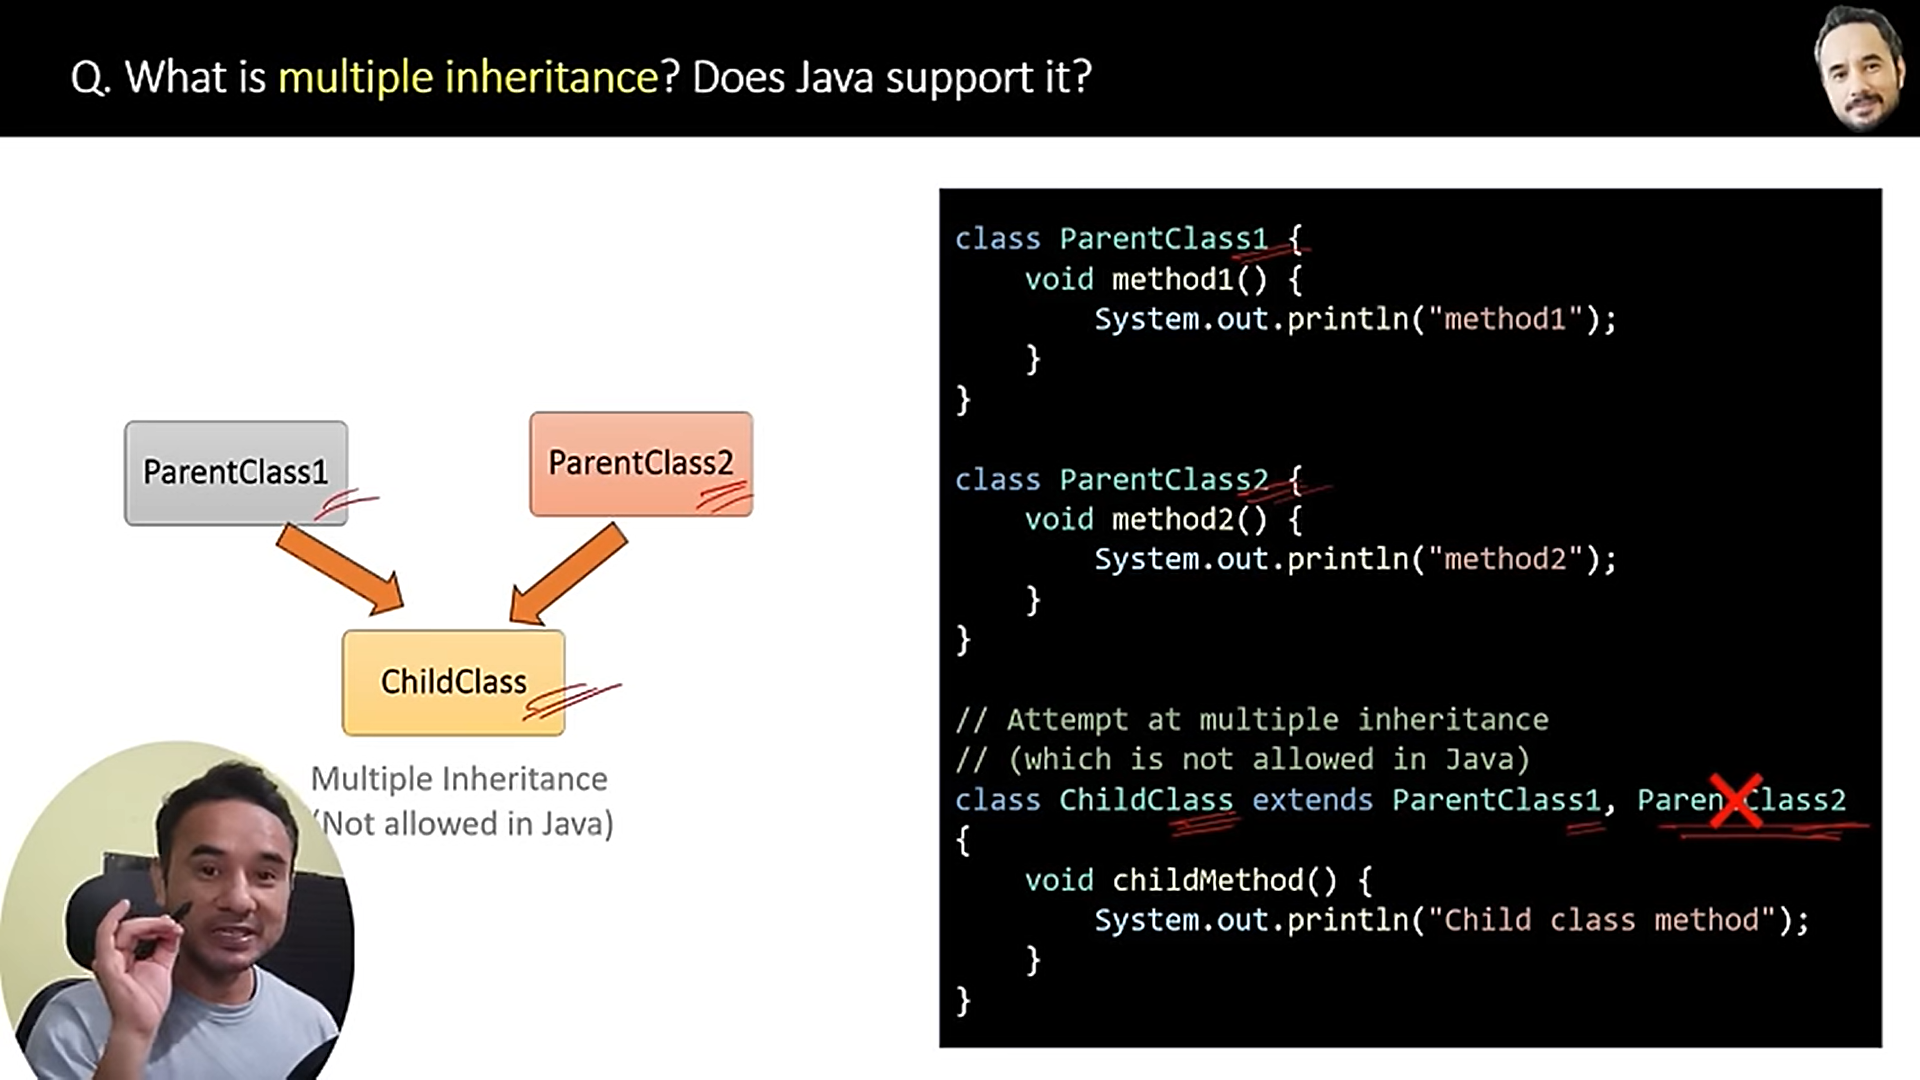 Q. What is multiple inheritance? Does Java support it?
ParentClass1
ParentClass2
ChildClass
Multiple Inheritance
(Not allowed in Java)
class ParentClass1 {
    void method1() {
        System.out.println("method1");
    }
}
class ParentClass2 {
    void method2() {
        System.out.println("method2");
    }
}
// Attempt at multiple inheritance
// (which is not allowed in Java)
class ChildClass extends ParentClass1, ParentClass2
{
    void childMethod() {
        System.out.println("Child class method");
    }
}